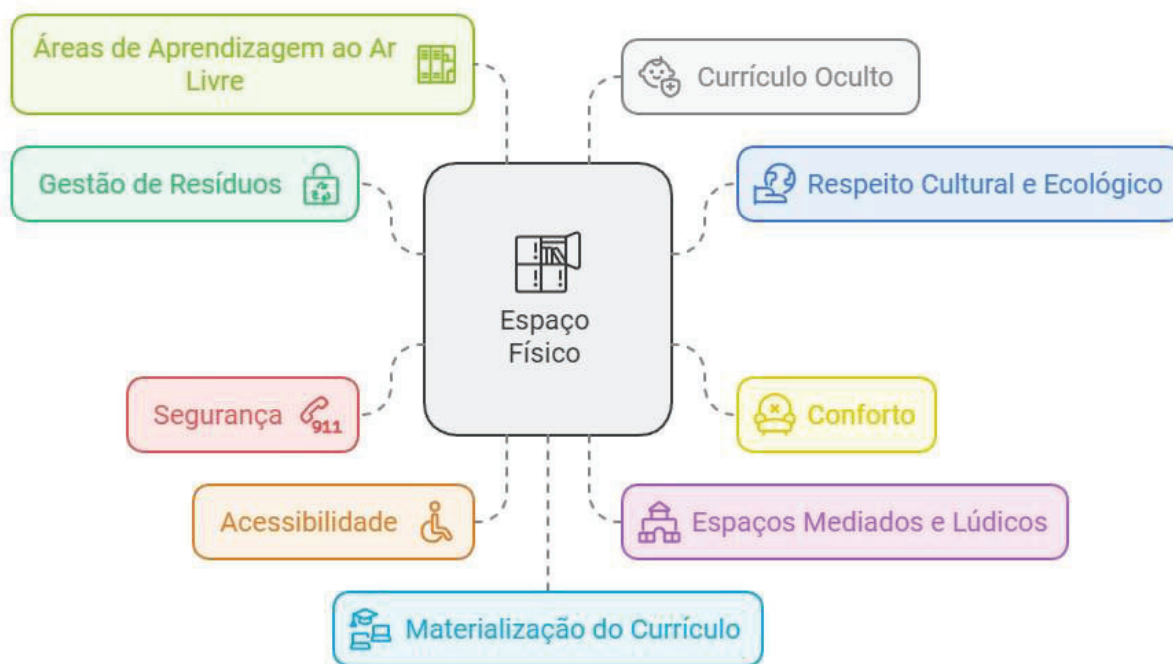 Áreas de Aprendizagem ao Ar
Livre
Currículo Oculto
Gestão de Resíduos
Respeito Cultural e Ecológico
Espaço
Físico
Segurança
911
Conforto
Acessibilidade
Espaços Mediados e Lúdicos
Materialização do Currículo